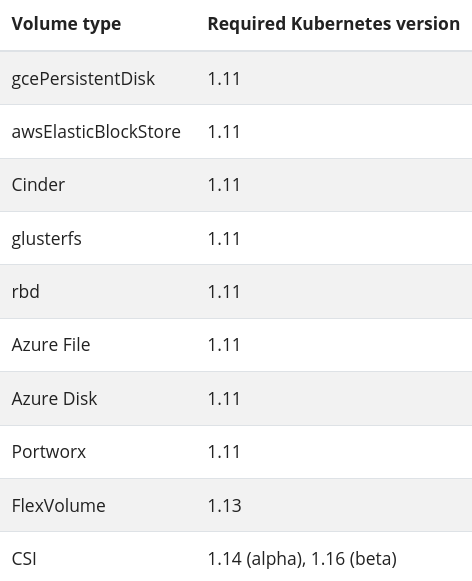 Volume type Required Kubernetes version
gcePersistentDisk 1.11
awsElasticBlockStore 1.11
Cinder 1.11
glusterfs 1.11
rbd 1.11
Azure File 1.11
Azure Disk 1.11
Portworx 1.11
FlexVolume 1.13
CSI 1.14 (alpha), 1.16 (beta)